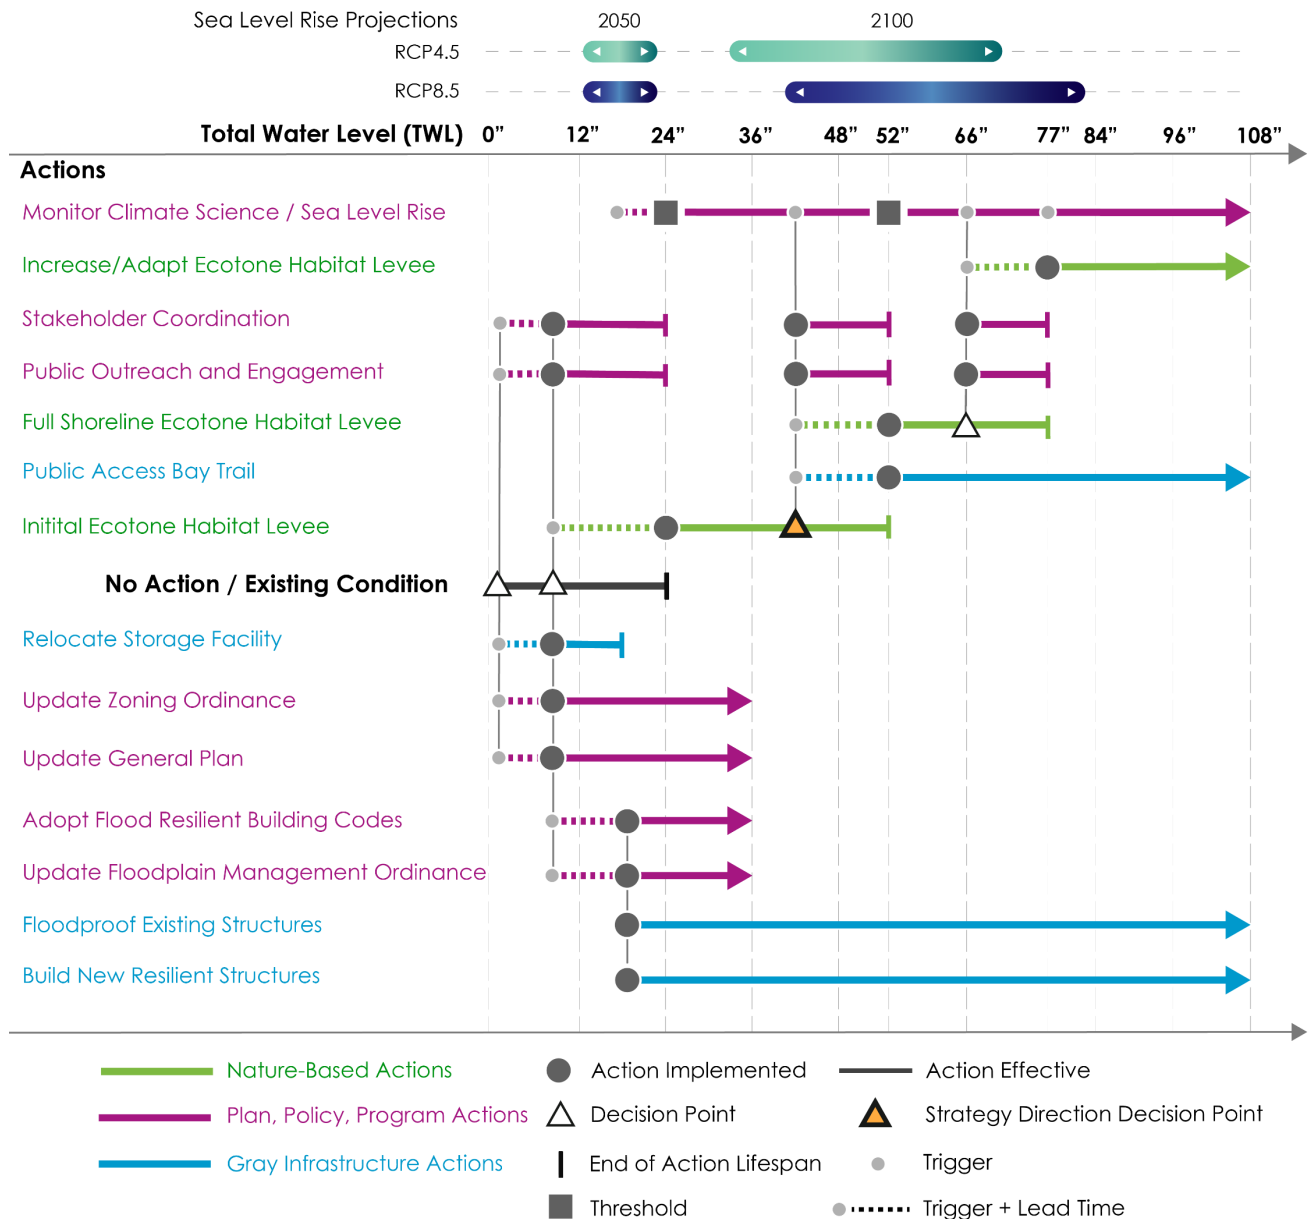 Sea Level Rise Projections 2050 2100
RCP4.5
RCP8.5
Total Water Level (TWL) 0” 12” 24” 36” 48” 52” 66” 77” 84” 96” 108”
Actions
Monitor Climate Science / Sea Level Rise
Increase/Adapt Ecotone Habitat Levee
Stakeholder Coordination
Public Outreach and Engagement
Full Shoreline Ecotone Habitat Levee
Public Access Bay Trail
Initital Ecotone Habitat Levee
No Action / Existing Condition
Relocate Storage Facility
Update Zoning Ordinance
Update General Plan
Adopt Flood Resilient Building Codes
Update Floodplain Management Ordinance
Floodproof Existing Structures
Build New Resilient Structures
Nature-Based Actions Action Implemented Action Effective
Plan, Policy, Program Actions Decision Point Strategy Direction Decision Point
Gray Infrastructure Actions End of Action Lifespan Trigger
Threshold Trigger + Lead Time